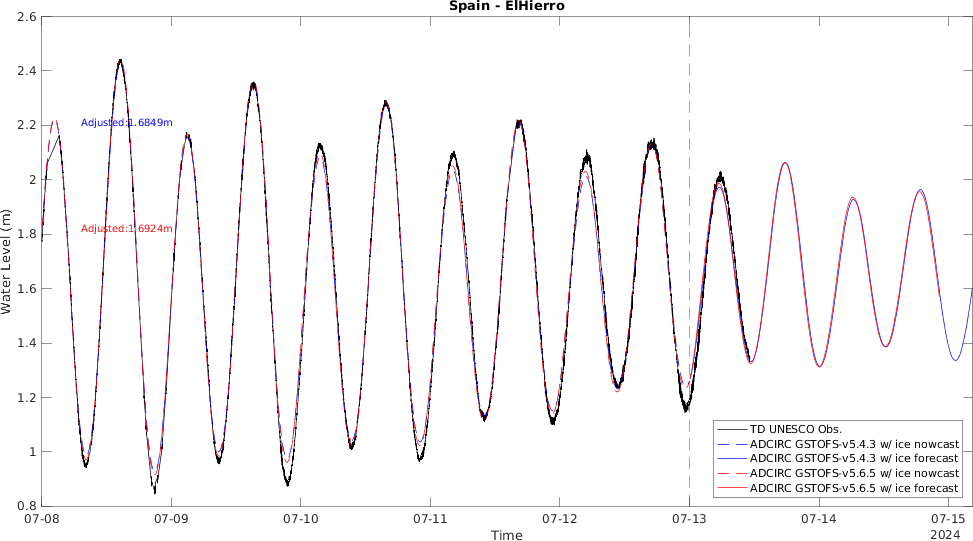 Spain - ElHierro
2.6
2.4
2.2
2
1.8
1.6
1.4
1.2
1
0.8
Water Level (m)
Adjusted:1.6849m
Adjusted:1.6924m
TD UNESCO Obs.
ADCIRC GSTOFS-v5.4.3 w/ ice nowcast
ADCIRC GSTOFS-v5.4.3 w/ ice forecast
ADCIRC GSTOFS-v5.6.5 w/ ice nowcast
ADCIRC GSTOFS-v5.6.5 w/ ice forecast
07-08 07-09 07-10 07-11 07-12 07-13 07-14 07-15
Time
2024